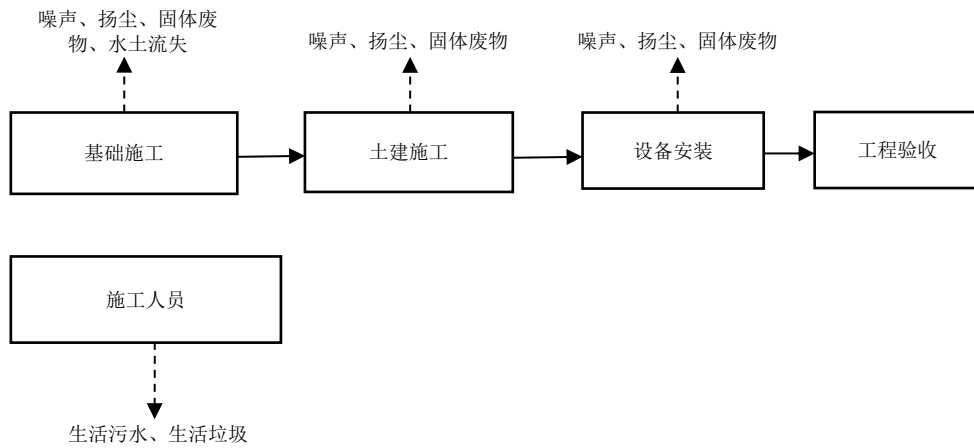 噪声、扬尘、固体废
物、水土流失
噪声、扬尘、固体废物
噪声、扬尘、固体废物
基础施工
土建施工
设备安装
工程验收
施工人员
生活污水、生活垃圾